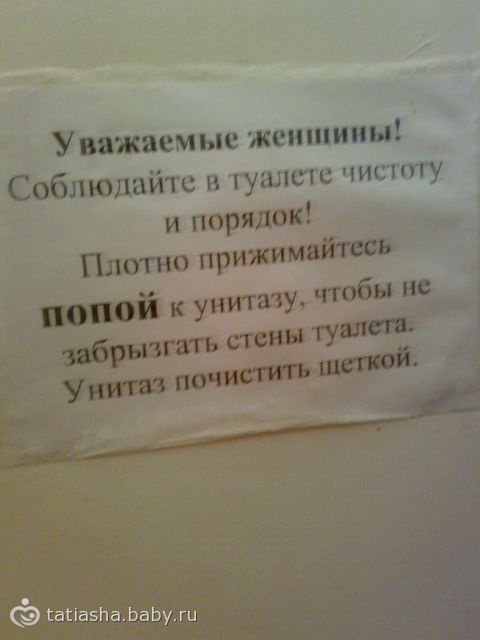 Уважаемые женщины!
Соблюдайте в туалете чистоту
и порядок!
Плотно прижимайтесь
попой к унитазу, чтобы не
забрызгать стены туалета.
Унитаз почистить щеткой.
tatiasha.baby.ru